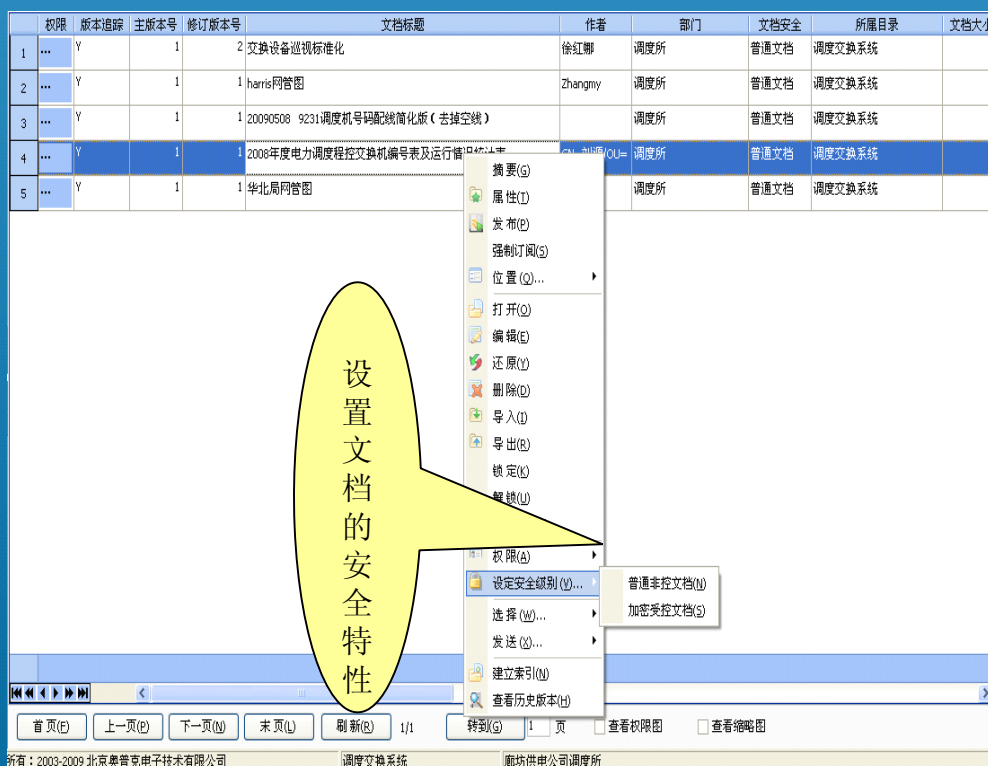 权限 版本追踪 主版本号 修订版本号 文档标题 作者 部门 文档安全 所属目录 文档大小
1 ... Y 1 2 交换设备巡视标准化 徐红娜 调度所 普通文档 调度交换系统
2 ... Y 1 1 harris网管图 Zhangmy 调度所 普通文档 调度交换系统
3 ... Y 1 1 20090508 9231调度机号码配线简化版(去掉空线) 调度所 普通文档 调度交换系统
4 ... Y 1 1 2008年度电力调度程控交换机编号表及运行情况统计表 调度所 普通文档 调度交换系统
5 ... Y 1 1 华北局网管图 调度所 普通文档 调度交换系统
摘要(G)
属性(I)
发布(P)
强制订阅(S)
位置(Q)...
打开(O)
编辑(E)
还原(Y)
删除(D)
导入(I)
导出(R)
锁定(K)
解锁(U)
权限(A)
设定安全级别(V)...
普通非控文档(N)
加密受控文档(S)
选择(W)...
发送(X)...
建立索引(N)
查看历史版本(H)
设置文档的安全特性
首页(F) 上一页(P) 下一页(N) 末页(L) 刷新(R) 1/1 转到(G) 1 页 查看权限图 查看缩略图
所有:2003-2009 北京奥普克电子技术有限公司 调度交换系统 廊坊供电公司调度所